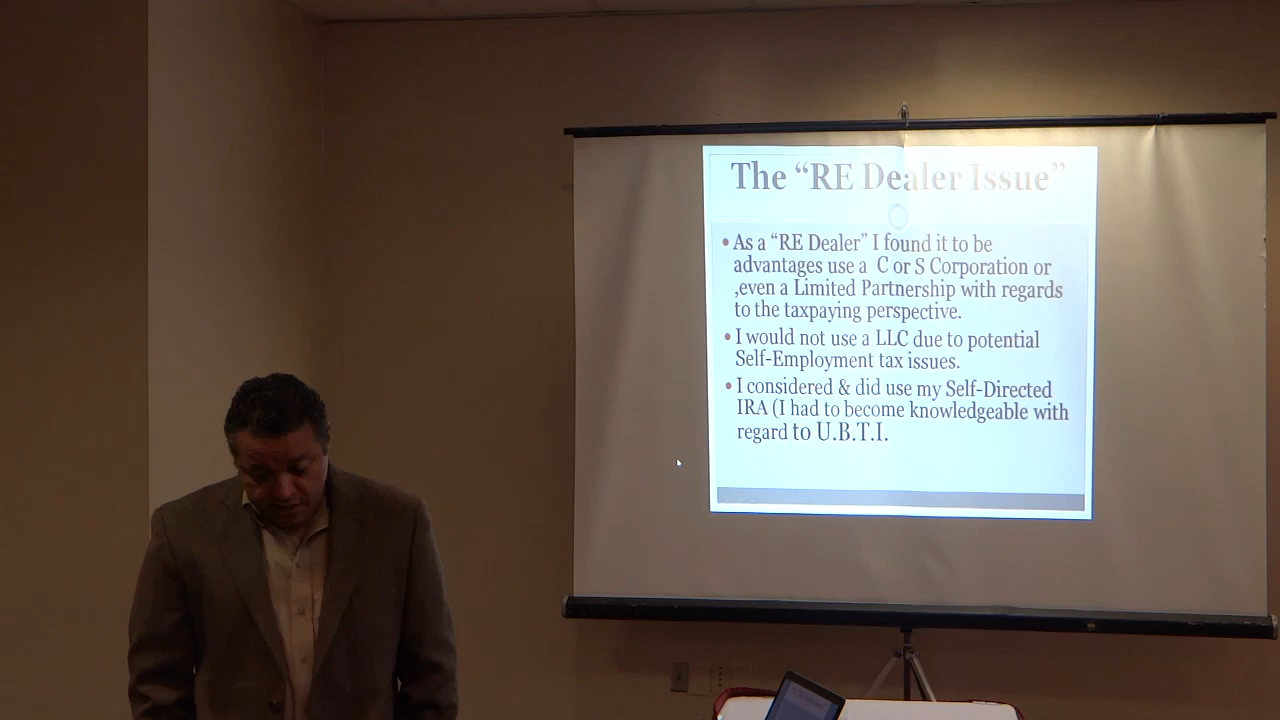 The “RE Dealer Issue”
• As a “RE Dealer” I found it to be
advantages use a C or S Corporation or
,even a Limited Partnership with regards
to the taxpaying perspective.
• I would not use a LLC due to potential
Self-Employment tax issues.
• I considered & did use my Self-Directed
IRA (I had to become knowledgeable with
regard to U.B.T.I.